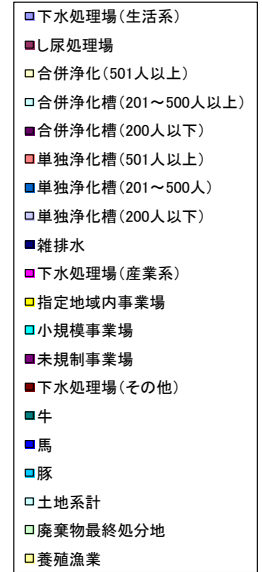 下水処理場(生活系)
し尿処理場
合併浄化(501人以上)
合併浄化槽(201～500人以上)
合併浄化槽(200人以下)
単独浄化槽(501人以上)
単独浄化槽(201～500人)
単独浄化槽(200人以下)
雑排水
下水処理場(産業系)
指定地域内事業場
小規模事業場
未規制事業場
下水処理場(その他)
牛
馬
豚
土地系計
廃棄物最終処分地
養殖漁業